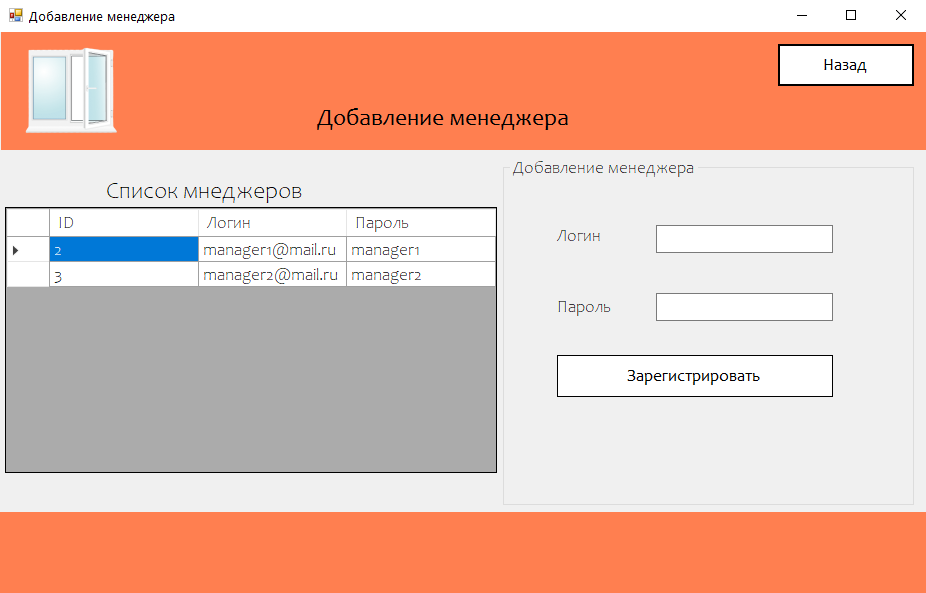 Добавление менеджера
Назад
Добавление менеджера
Список мнеджеров
ID Логин Пароль
2 manager1@mail.ru manager1
3 manager2@mail.ru manager2
Добавление менеджера
Логин
Пароль
Зарегистрировать